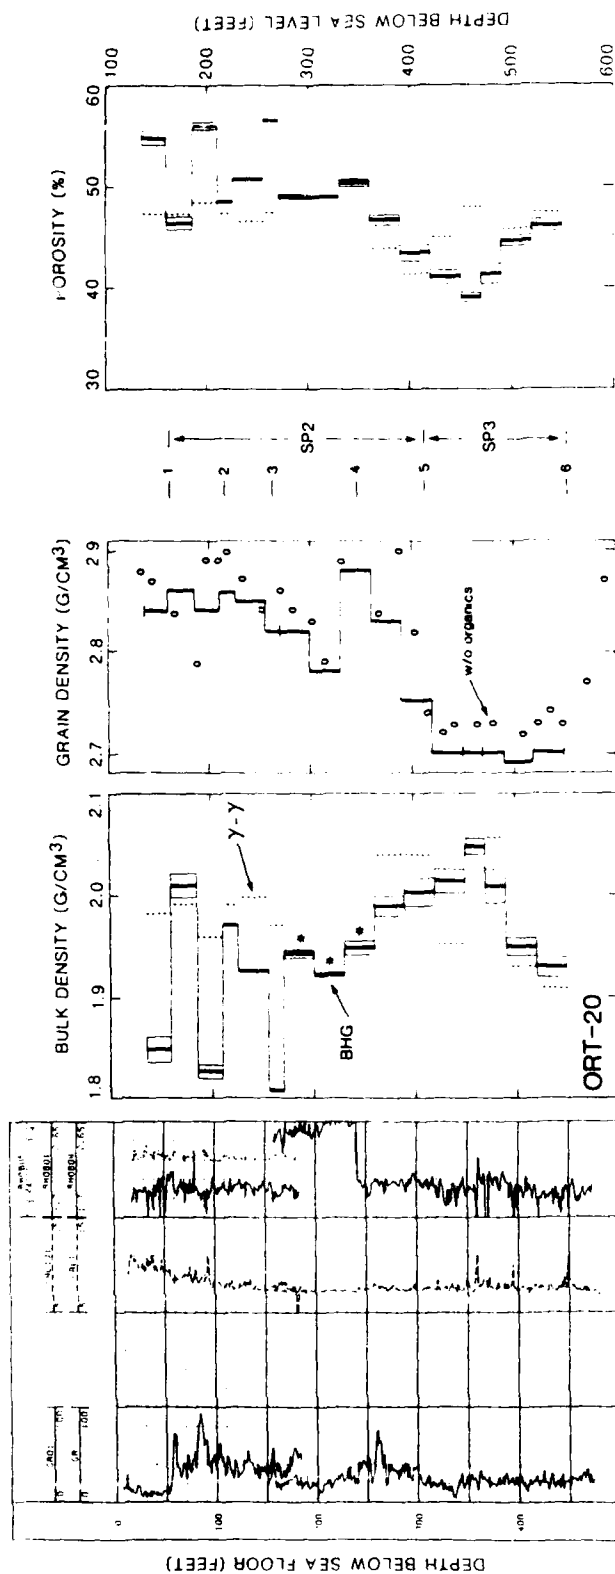 DEPTH BELOW SEA LEVEL (FEET)
100
200
300
400
500
600
POROSITY (%)
60
50
40
30
SP2
SP3
1
2
3
4
5
6
GRAIN DENSITY (G/CM³)
2.9
2.8
2.7
w/o organics
BULK DENSITY (G/CM³)
2.1
2.0
1.9
1.8
γ - γ
BHG
*
*
*
ORT-20
RHOB01
GR
0
100
400
DEPTH BELOW SEA FLOOR (FEET)